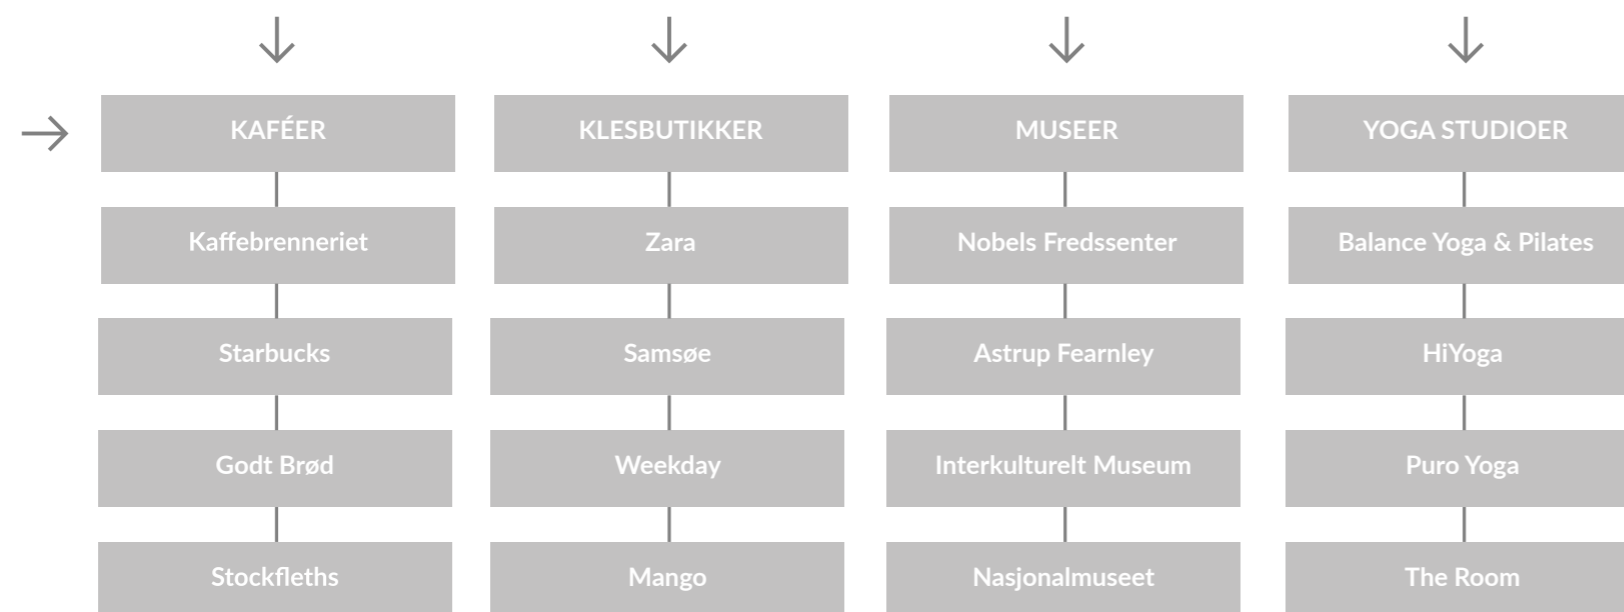 KAFÉER
KLESBUTIKKER
MUSEER
YOGA STUDIOER
Kaffebrenneriet
Zara
Nobels Fredssenter
Balance Yoga & Pilates
Starbucks
Samsøe
Astrup Fearnley
HiYoga
Godt Brød
Weekday
Interkulturelt Museum
Puro Yoga
Stockfleths
Mango
Nasjonalmuseet
The Room